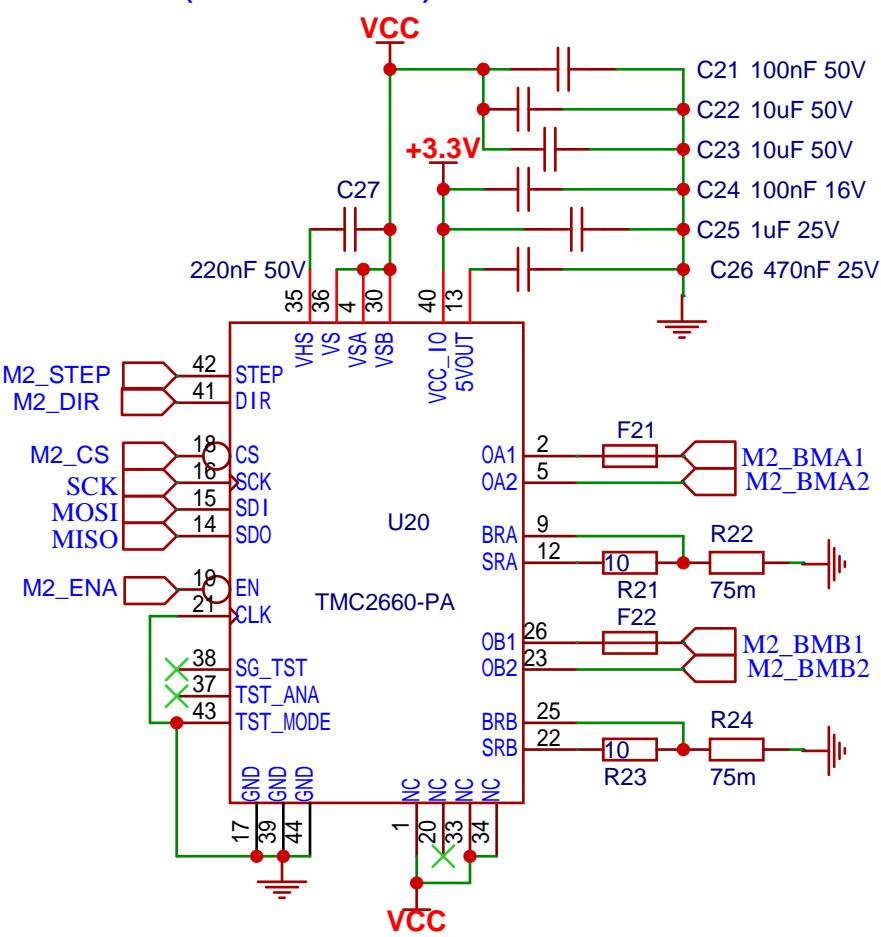 VCC
C21 100nF 50V
C22 10uF 50V
+3.3V
C23 10uF 50V
C27
C24 100nF 16V
C25 1uF 25V
220nF 50V
C26 470nF 25V
35
36
4
30
40
13
VHS
VS
VSA
VSB
VCC_IO
5VOUT
M2_STEP
42
STEP
M2_DIR
41
DIR
M2_CS
18
CS
SCK
16
SCK
MOSI
15
SDI
MISO
14
SDO
M2_ENA
19
EN
21
CLK
38
SG_TST
37
TST_ANA
43
TST_MODE
U20
TMC2660-PA
F21
OA1
2
M2_BMA1
OA2
5
M2_BMA2
BRA
9
R22
SRA
12
10
R21
75m
F22
OB1
26
M2_BMB1
OB2
23
M2_BMB2
BRB
25
R24
SRB
22
10
R23
75m
GND
GND
GND
NC
NC
NC
NC
17
39
44
1
20
33
34
VCC